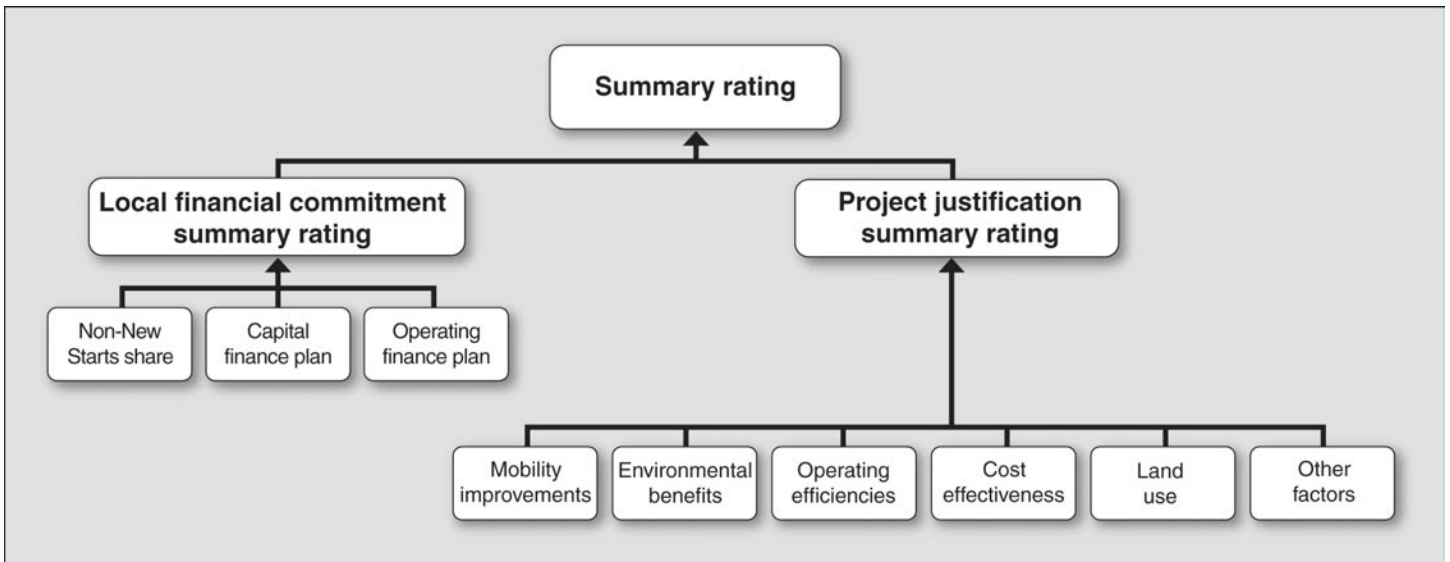 Summary rating
Local financial commitment
summary rating
Project justification
summary rating
Non-New
Starts share
Capital
finance plan
Operating
finance plan
Mobility
improvements
Environmental
benefits
Operating
efficiencies
Cost
effectiveness
Land
use
Other
factors